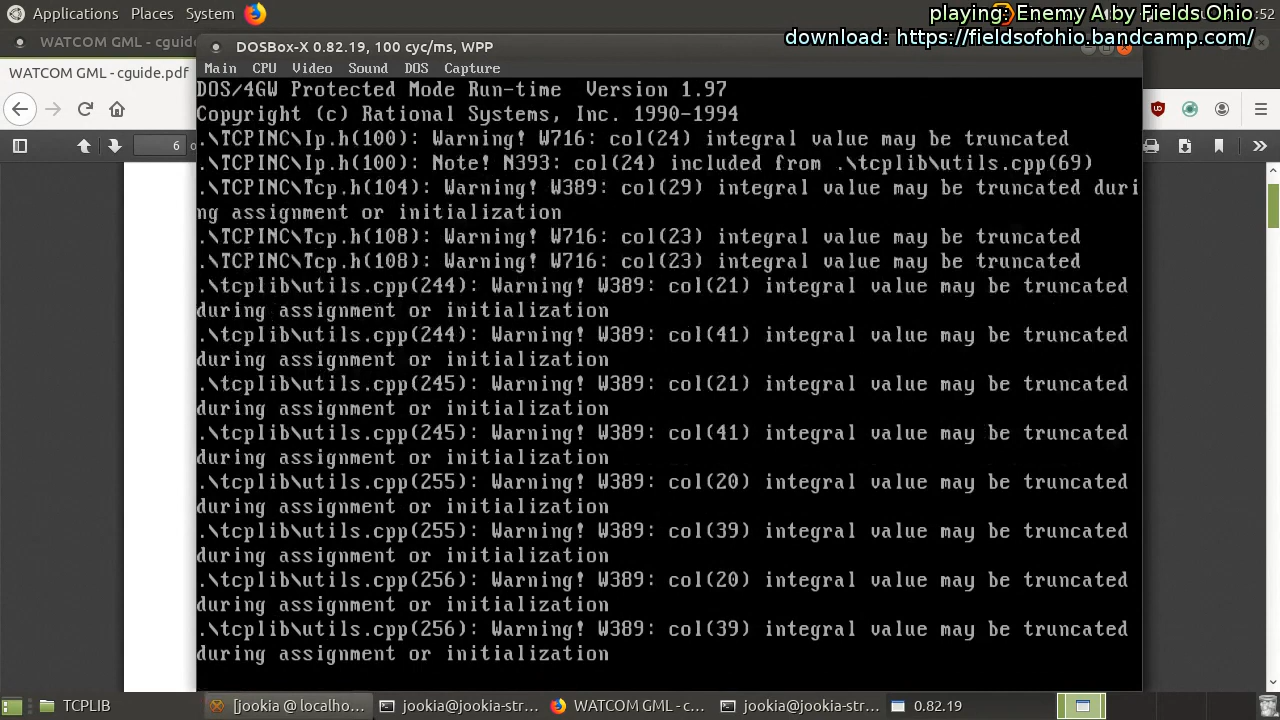 Applications Places System
playing: Enemy A by Fields Ohio
:52
download: https://fieldsofohio.bandcamp.com/
WATCOM GML - cguide
DOSBox-X 0.82.19, 100 cyc/ms, WPP
WATCOM GML - cguide.pdf
Main CPU Video Sound DOS Capture
6
DOS/4GW Protected Mode Run-time  Version 1.97
Copyright (c) Rational Systems, Inc. 1990-1994
.\TCPINC\Ip.h(100): Warning! W716: col(24) integral value may be truncated
.\TCPINC\Ip.h(100): Note! N393: col(24) included from .\tcplib\utils.cpp(69)
.\TCPINC\Tcp.h(104): Warning! W389: col(29) integral value may be truncated duri
ng assignment or initialization
.\TCPINC\Tcp.h(108): Warning! W716: col(23) integral value may be truncated
.\TCPINC\Tcp.h(108): Warning! W716: col(23) integral value may be truncated
.\tcplib\utils.cpp(244): Warning! W389: col(21) integral value may be truncated
during assignment or initialization
.\tcplib\utils.cpp(244): Warning! W389: col(41) integral value may be truncated
during assignment or initialization
.\tcplib\utils.cpp(245): Warning! W389: col(21) integral value may be truncated
during assignment or initialization
.\tcplib\utils.cpp(245): Warning! W389: col(41) integral value may be truncated
during assignment or initialization
.\tcplib\utils.cpp(255): Warning! W389: col(20) integral value may be truncated
during assignment or initialization
.\tcplib\utils.cpp(255): Warning! W389: col(39) integral value may be truncated
during assignment or initialization
.\tcplib\utils.cpp(256): Warning! W389: col(20) integral value may be truncated
during assignment or initialization
.\tcplib\utils.cpp(256): Warning! W389: col(39) integral value may be truncated
during assignment or initialization
TCPLIB [jookia @ localho... jookia@jookia-str... WATCOM GML - c... jookia@jookia-str... 0.82.19